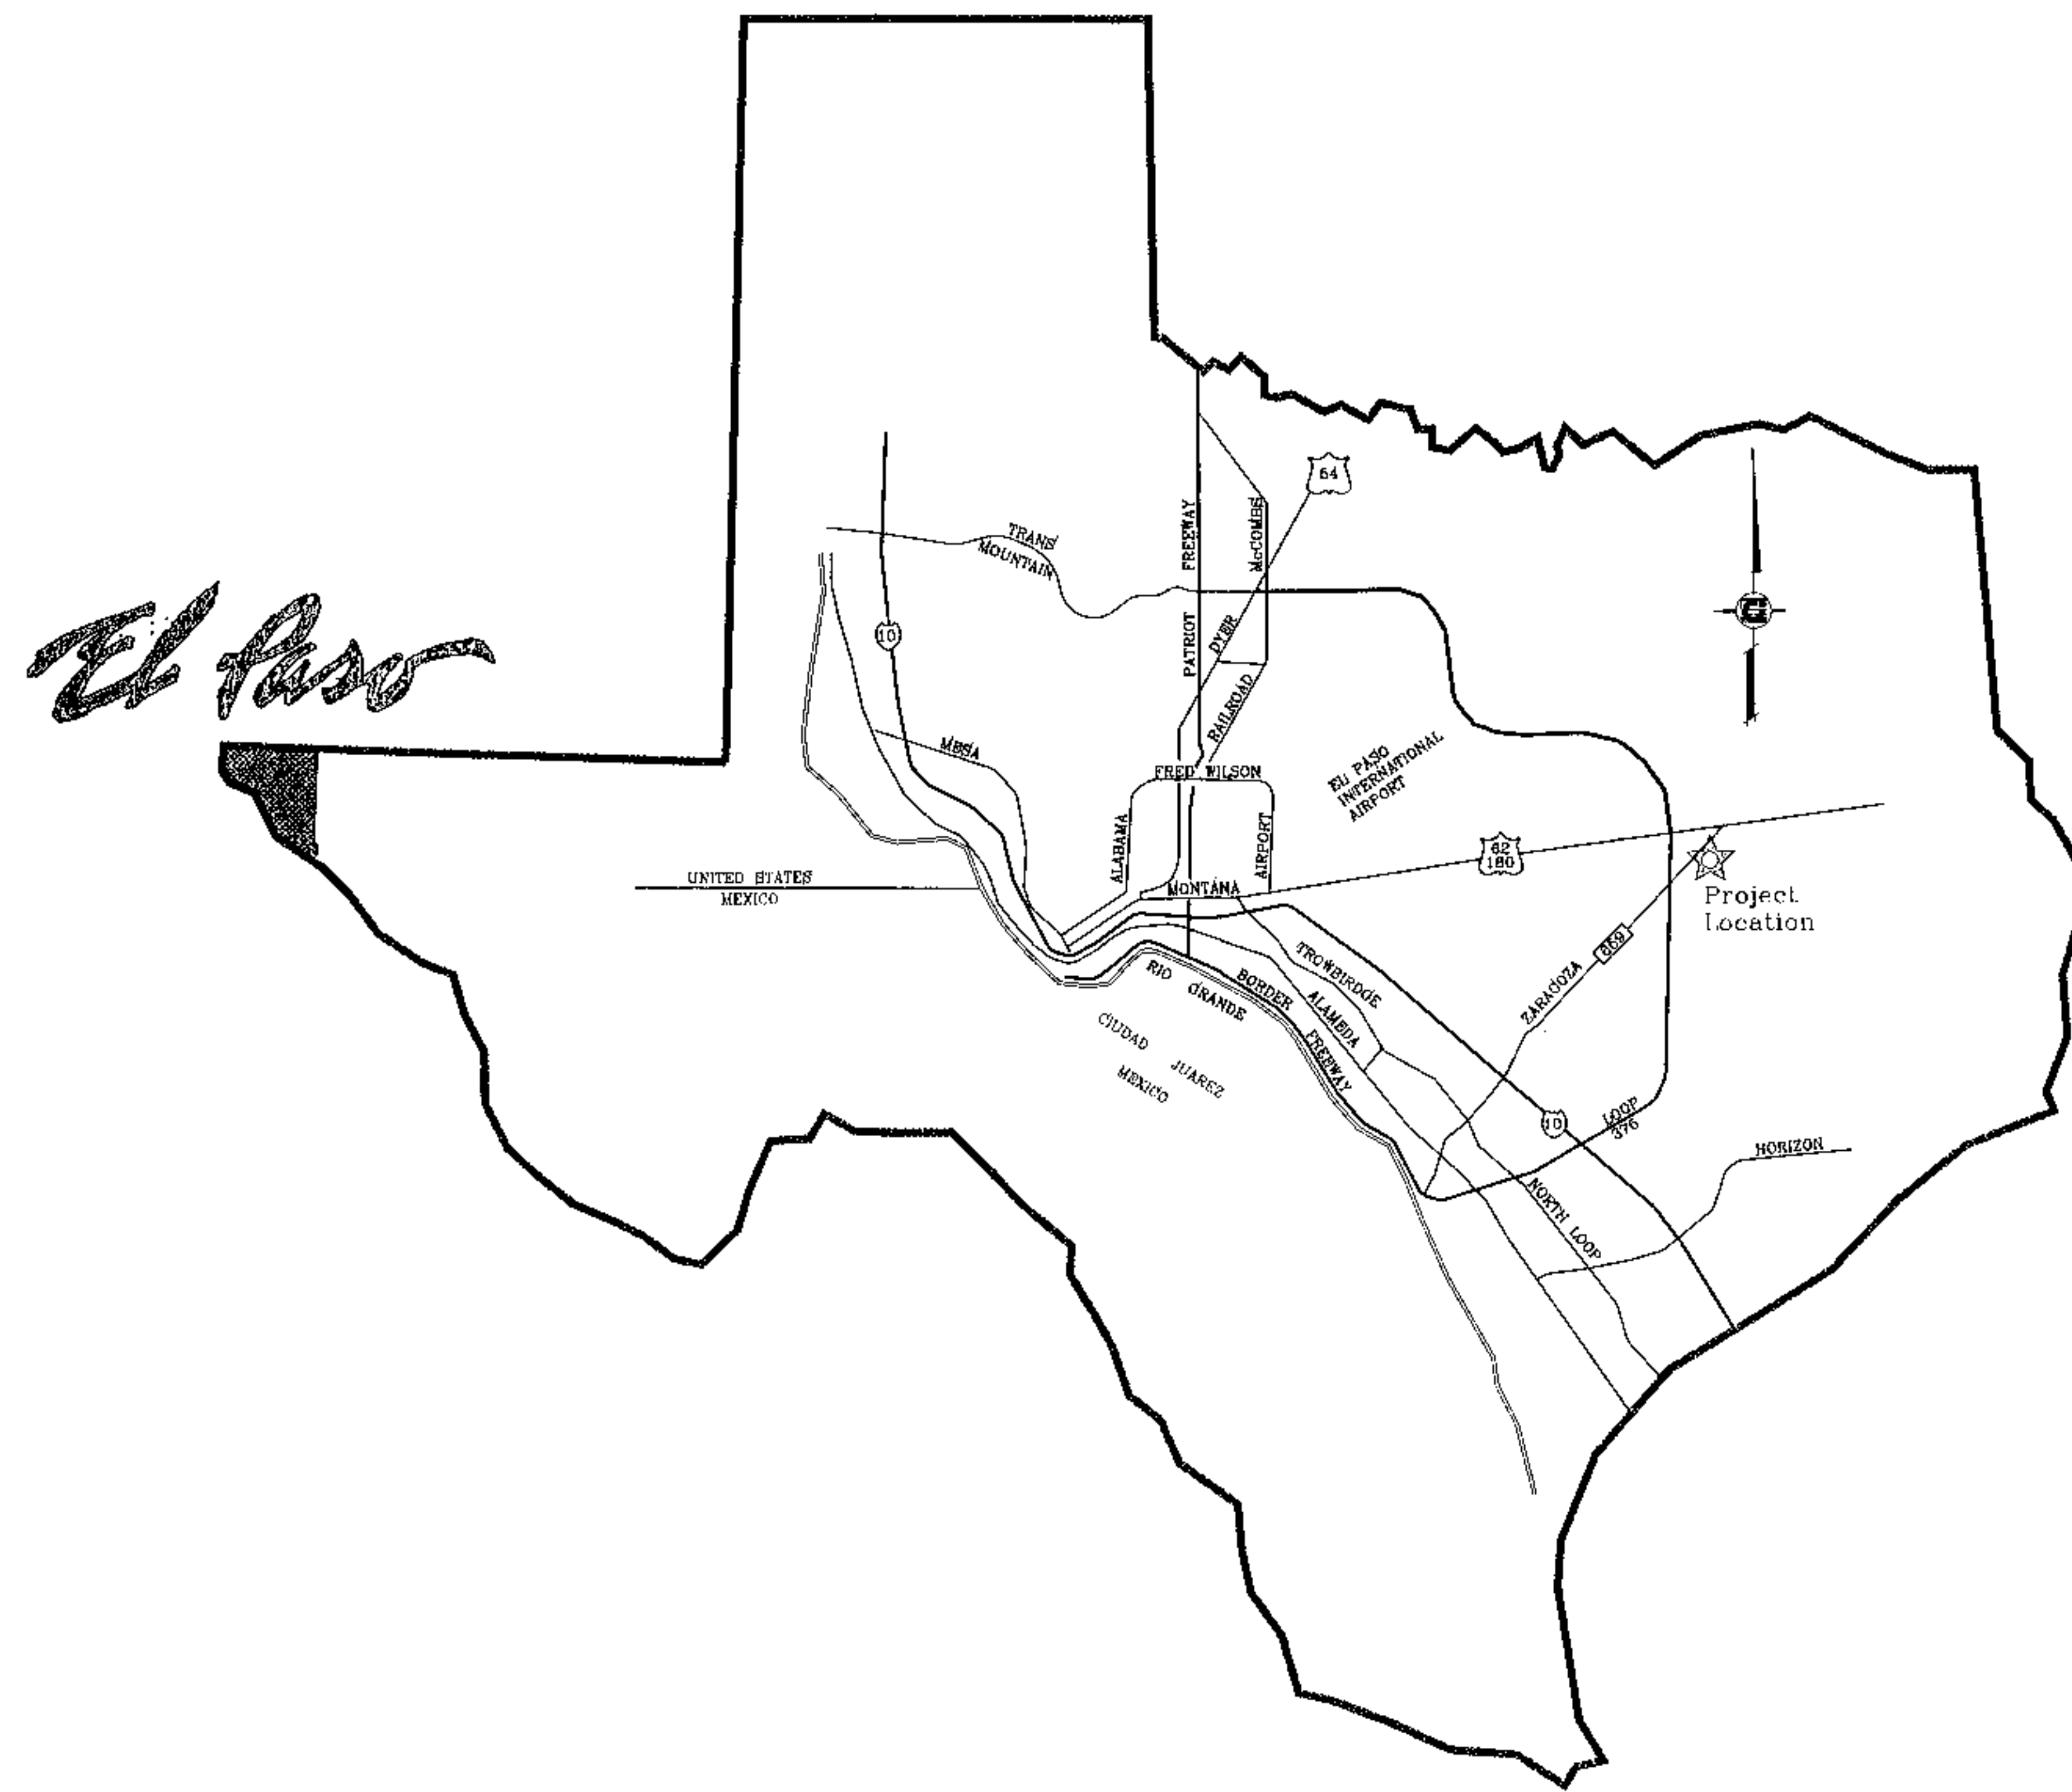 El Paso
64
TRANS
MOUNTAIN
PATRIOT FREEWAY
McCOMBS
10
DYER
RAILROAD
MESA
FRED WILSON
EL PASO
INTERNATIONAL
AIRPORT
ALABAMA
AIRPORT
62
180
UNITED STATES
MEXICO
MONTANA
Project
Location
659
TROWBIRDGE
ZARAGOZA
RIO GRANDE
BORDER FREEWAY
ALAMEDA
CIUDAD JUAREZ
MEXICO
10
LOOP
375
HORIZON
NORTH LOOP